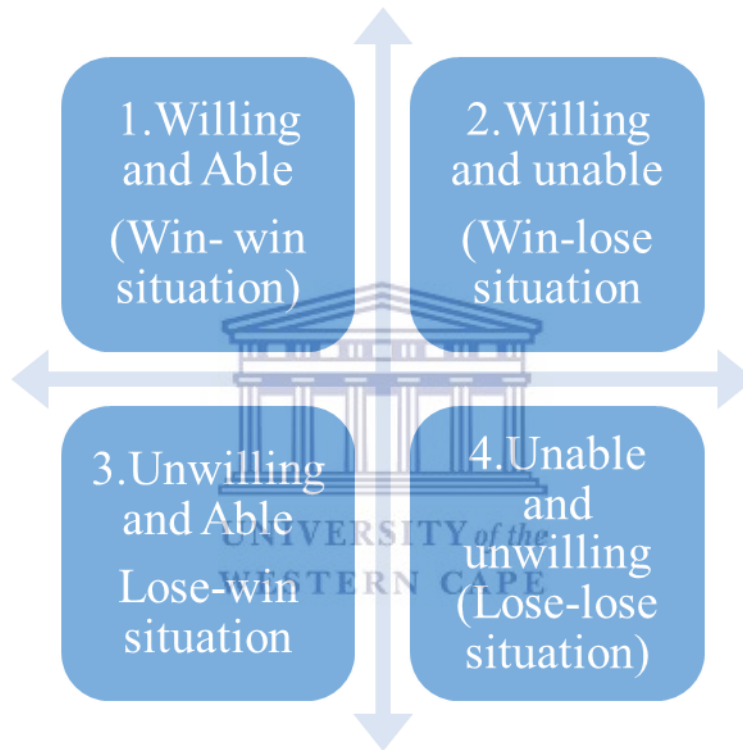 1.Willing
and Able
(Win- win
situation)
2.Willing
and unable
(Win-lose
situation
3.Unwilling
and Able
Lose-win
situation
4.Unable
and
unwilling
(Lose-lose
situation)
UNIVERSITY of the
WESTERN CAPE